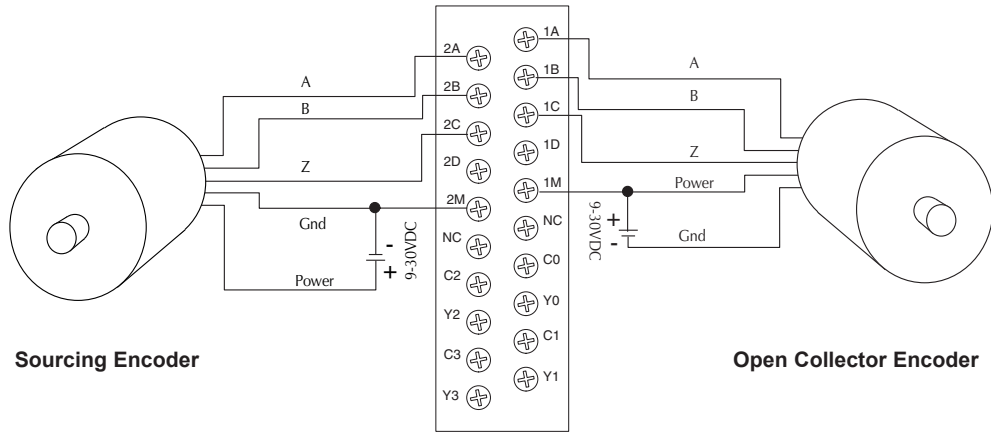 2A
2B
2C
2D
2M
NC
C2
Y2
C3
Y3
1A
1B
1C
1D
1M
NC
C0
Y0
C1
Y1
A
B
Z
Gnd
Power
-
+
9-30VDC
Sourcing Encoder
A
B
Z
Power
Gnd
+
-
9-30VDC
Open Collector Encoder